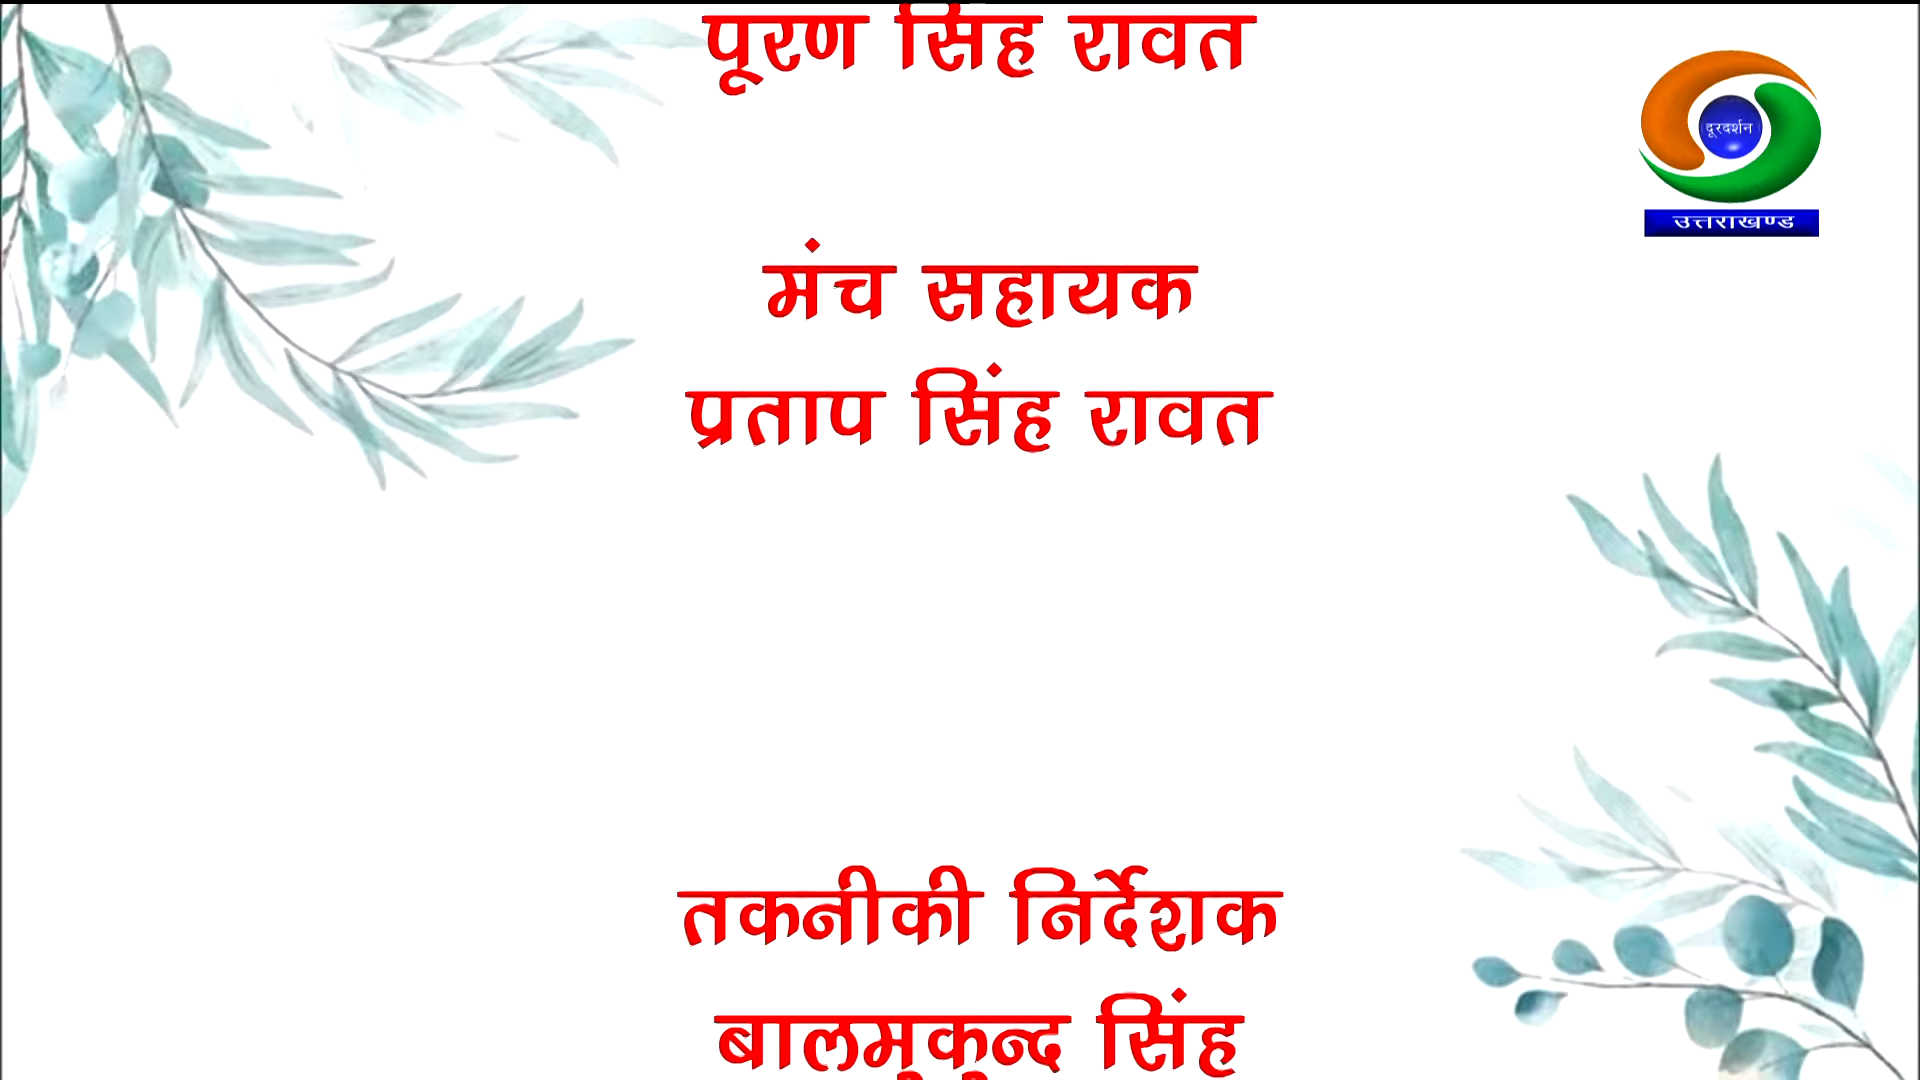 पूरण सिंह रावत
दूरदर्शन
उत्तराखण्ड
मंच सहायक
प्रताप सिंह रावत
तकनीकी निर्देशक
बालमुकुन्द सिंह